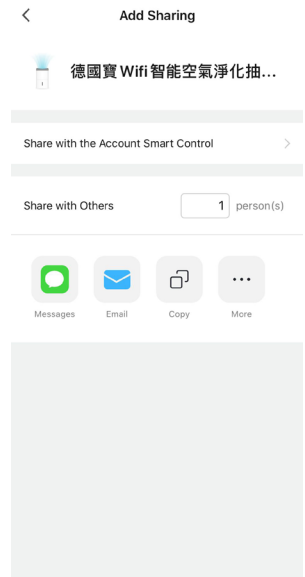 Add Sharing
德國寶Wifi智能空氣淨化抽...
Share with the Account Smart Control
Share with Others 1 person(s)
Messages Email Copy More